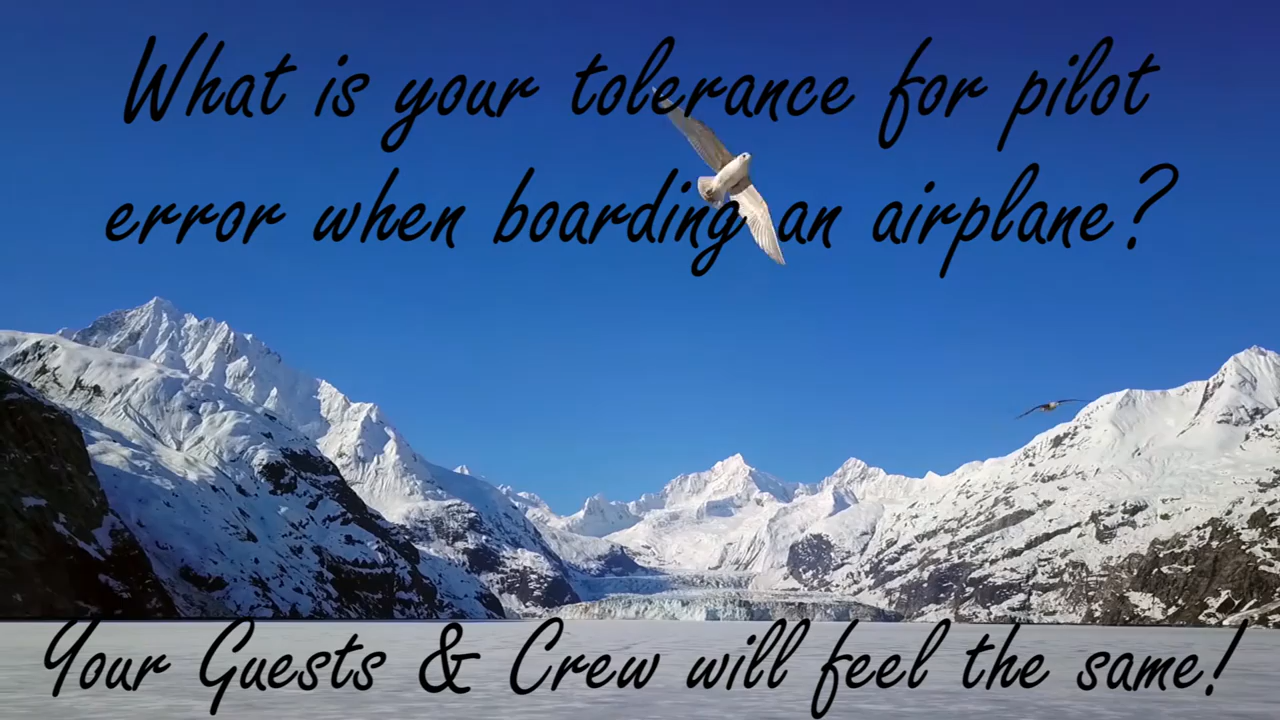 What is your tolerance for pilot
error when boarding an airplane?
Your Guests & Crew will feel the same!